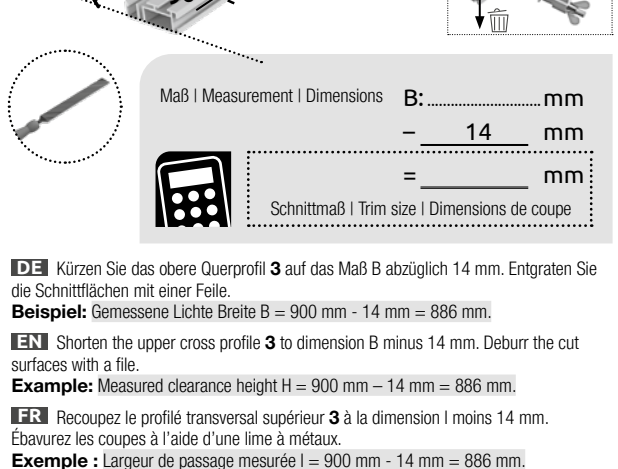 Maß | Measurement | Dimensions B: ............................ mm
– 14 mm
= ________ mm
Schnittmaß | Trim size | Dimensions de coupe
DE Kürzen Sie das obere Querprofil 3 auf das Maß B abzüglich 14 mm. Entgraten Sie
die Schnittflächen mit einer Feile.
Beispiel: Gemessene Lichte Breite B = 900 mm - 14 mm = 886 mm.
EN Shorten the upper cross profile 3 to dimension B minus 14 mm. Deburr the cut
surfaces with a file.
Example: Measured clearance height H = 900 mm – 14 mm = 886 mm.
FR Recoupez le profilé transversal supérieur 3 à la dimension l moins 14 mm.
Ébavurez les coupes à l'aide d'une lime à métaux.
Exemple : Largeur de passage mesurée l = 900 mm - 14 mm = 886 mm.